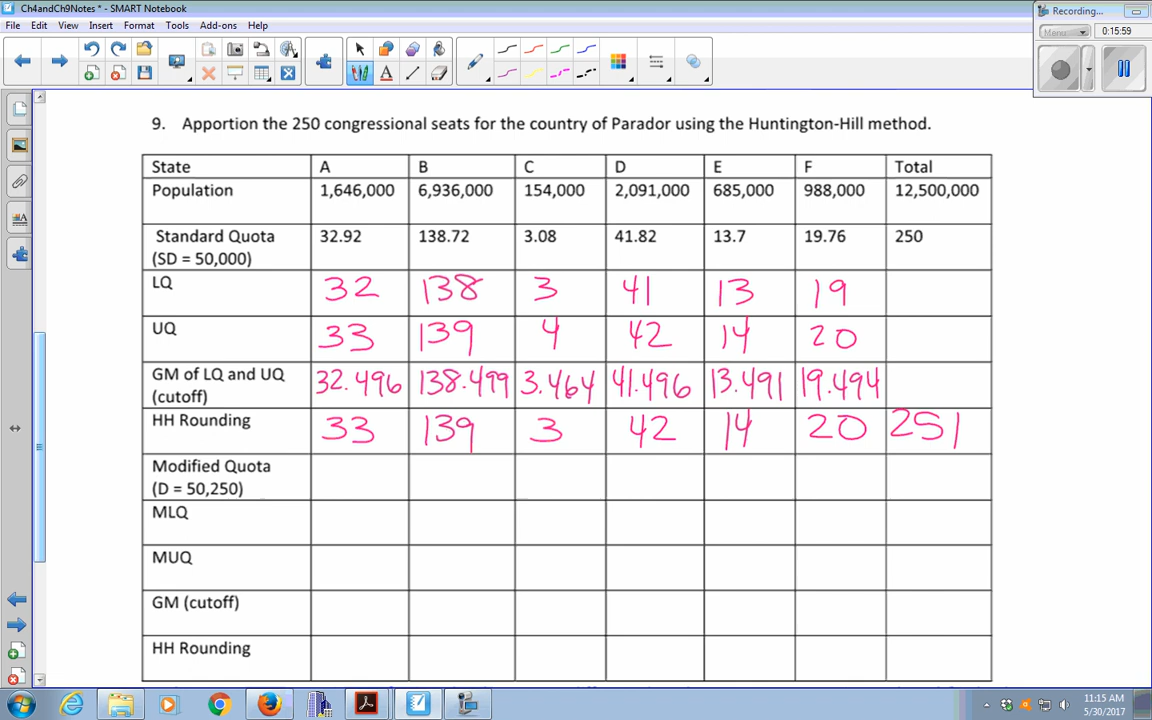 Ch4andCh9Notes * - SMART Notebook
Recording...
File Edit View Insert Format Tools Add-ons Help
Menu
0:15:59
9. Apportion the 250 congressional seats for the country of Parador using the Huntington-Hill method.
State A B C D E F Total
Population 1,646,000 6,936,000 154,000 2,091,000 685,000 988,000 12,500,000
Standard Quota 32.92 138.72 3.08 41.82 13.7 19.76 250
(SD = 50,000)
LQ 32 138 3 41 13 19
UQ 33 139 4 42 14 20
GM of LQ and UQ 32.496 138.499 3.464 41.496 13.491 19.494
(cutoff)
HH Rounding 33 139 3 42 14 20 251
Modified Quota
(D = 50,250)
MLQ
MUQ
GM (cutoff)
HH Rounding
11:15 AM
5/30/2017